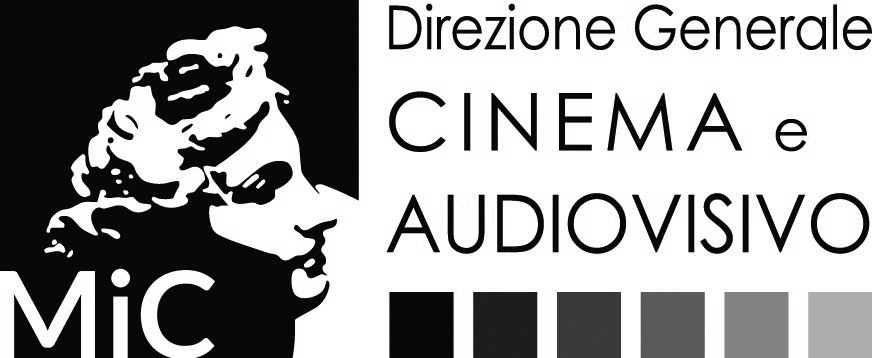 Direzione Generale
CINEMA e
AUDIOVISIVO
MiC